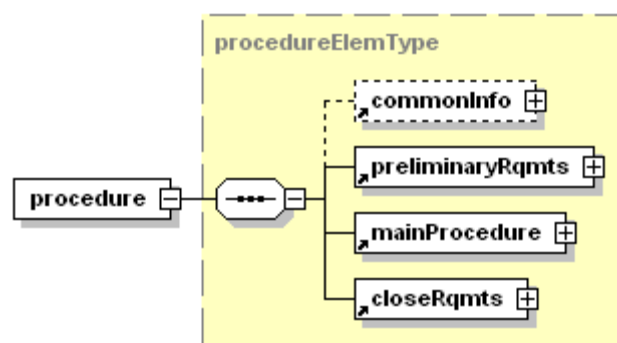 procedureElemType
commonInfo
preliminaryRqmts
procedure
mainProcedure
closeRqmts